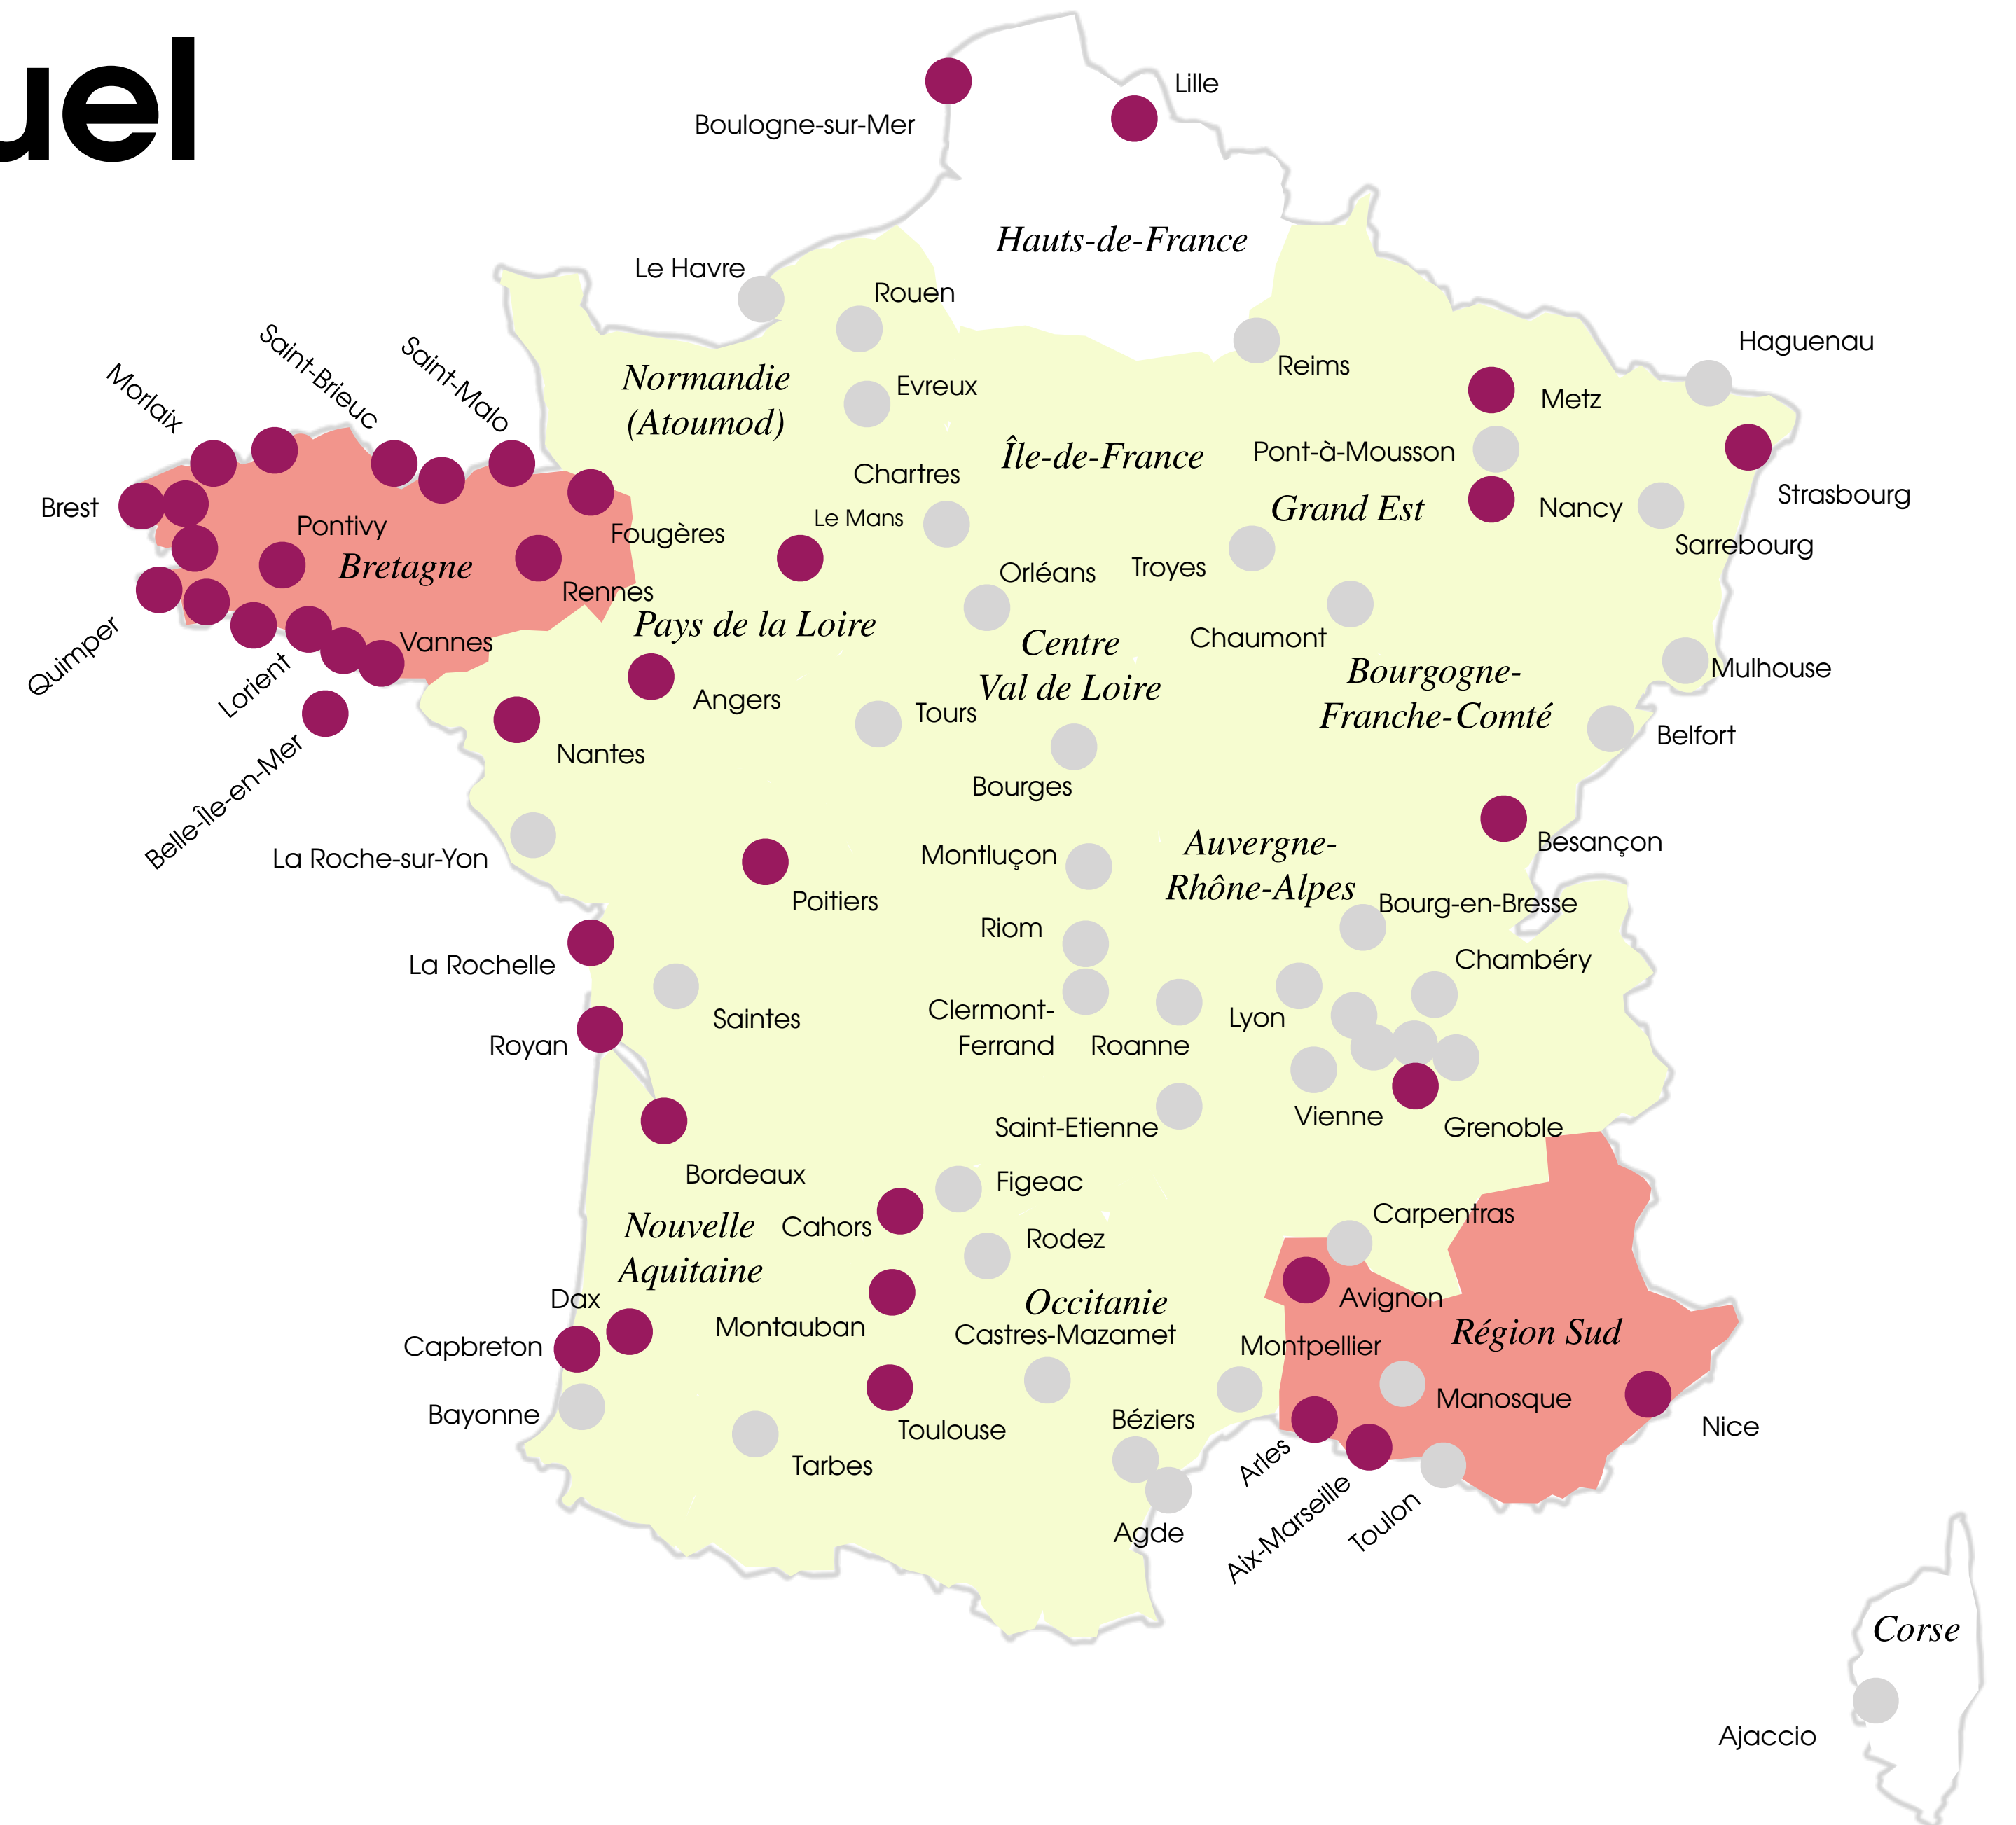 uel
Lille
Boulogne-sur-Mer
Hauts-de-France
Le Havre
Rouen
Haguenau
Saint-Brieuc
Saint-Malo
Morlaix
Normandie
(Atoumod)
Evreux
Reims
Metz
Île-de-France
Pont-à-Mousson
Chartres
Strasbourg
Brest
Pontivy
Le Mans
Grand Est
Nancy
Fougères
Sarrebourg
Bretagne
Orléans
Troyes
Rennes
Pays de la Loire
Chaumont
Quimper
Lorient
Vannes
Centre
Val de Loire
Bourgogne-
Franche-Comté
Mulhouse
Angers
Tours
Belfort
Belle-Île-en-Mer
Nantes
Bourges
La Roche-sur-Yon
Besançon
Auvergne-
Rhône-Alpes
Montluçon
Poitiers
Bourg-en-Bresse
Riom
La Rochelle
Chambéry
Saintes
Clermont-
Ferrand
Lyon
Royan
Roanne
Vienne
Saint-Etienne
Grenoble
Bordeaux
Figeac
Carpentras
Nouvelle
Aquitaine
Cahors
Rodez
Dax
Avignon
Occitanie
Montauban
Castres-Mazamet
Région Sud
Capbreton
Montpellier
Manosque
Bayonne
Béziers
Toulouse
Nice
Tarbes
Arles
Aix-Marseille
Toulon
Agde
Corse
Ajaccio